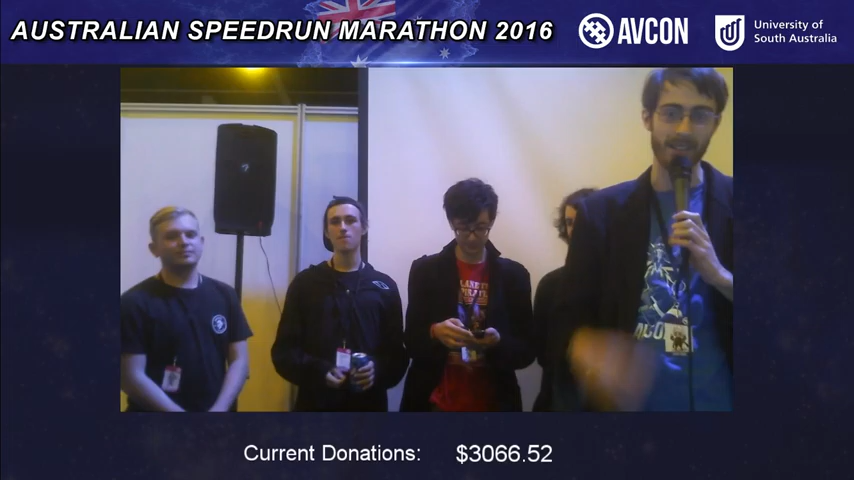 AUSTRALIAN SPEEDRUN MARATHON 2016
AVCON
University of
South Australia
Current Donations: $3066.52